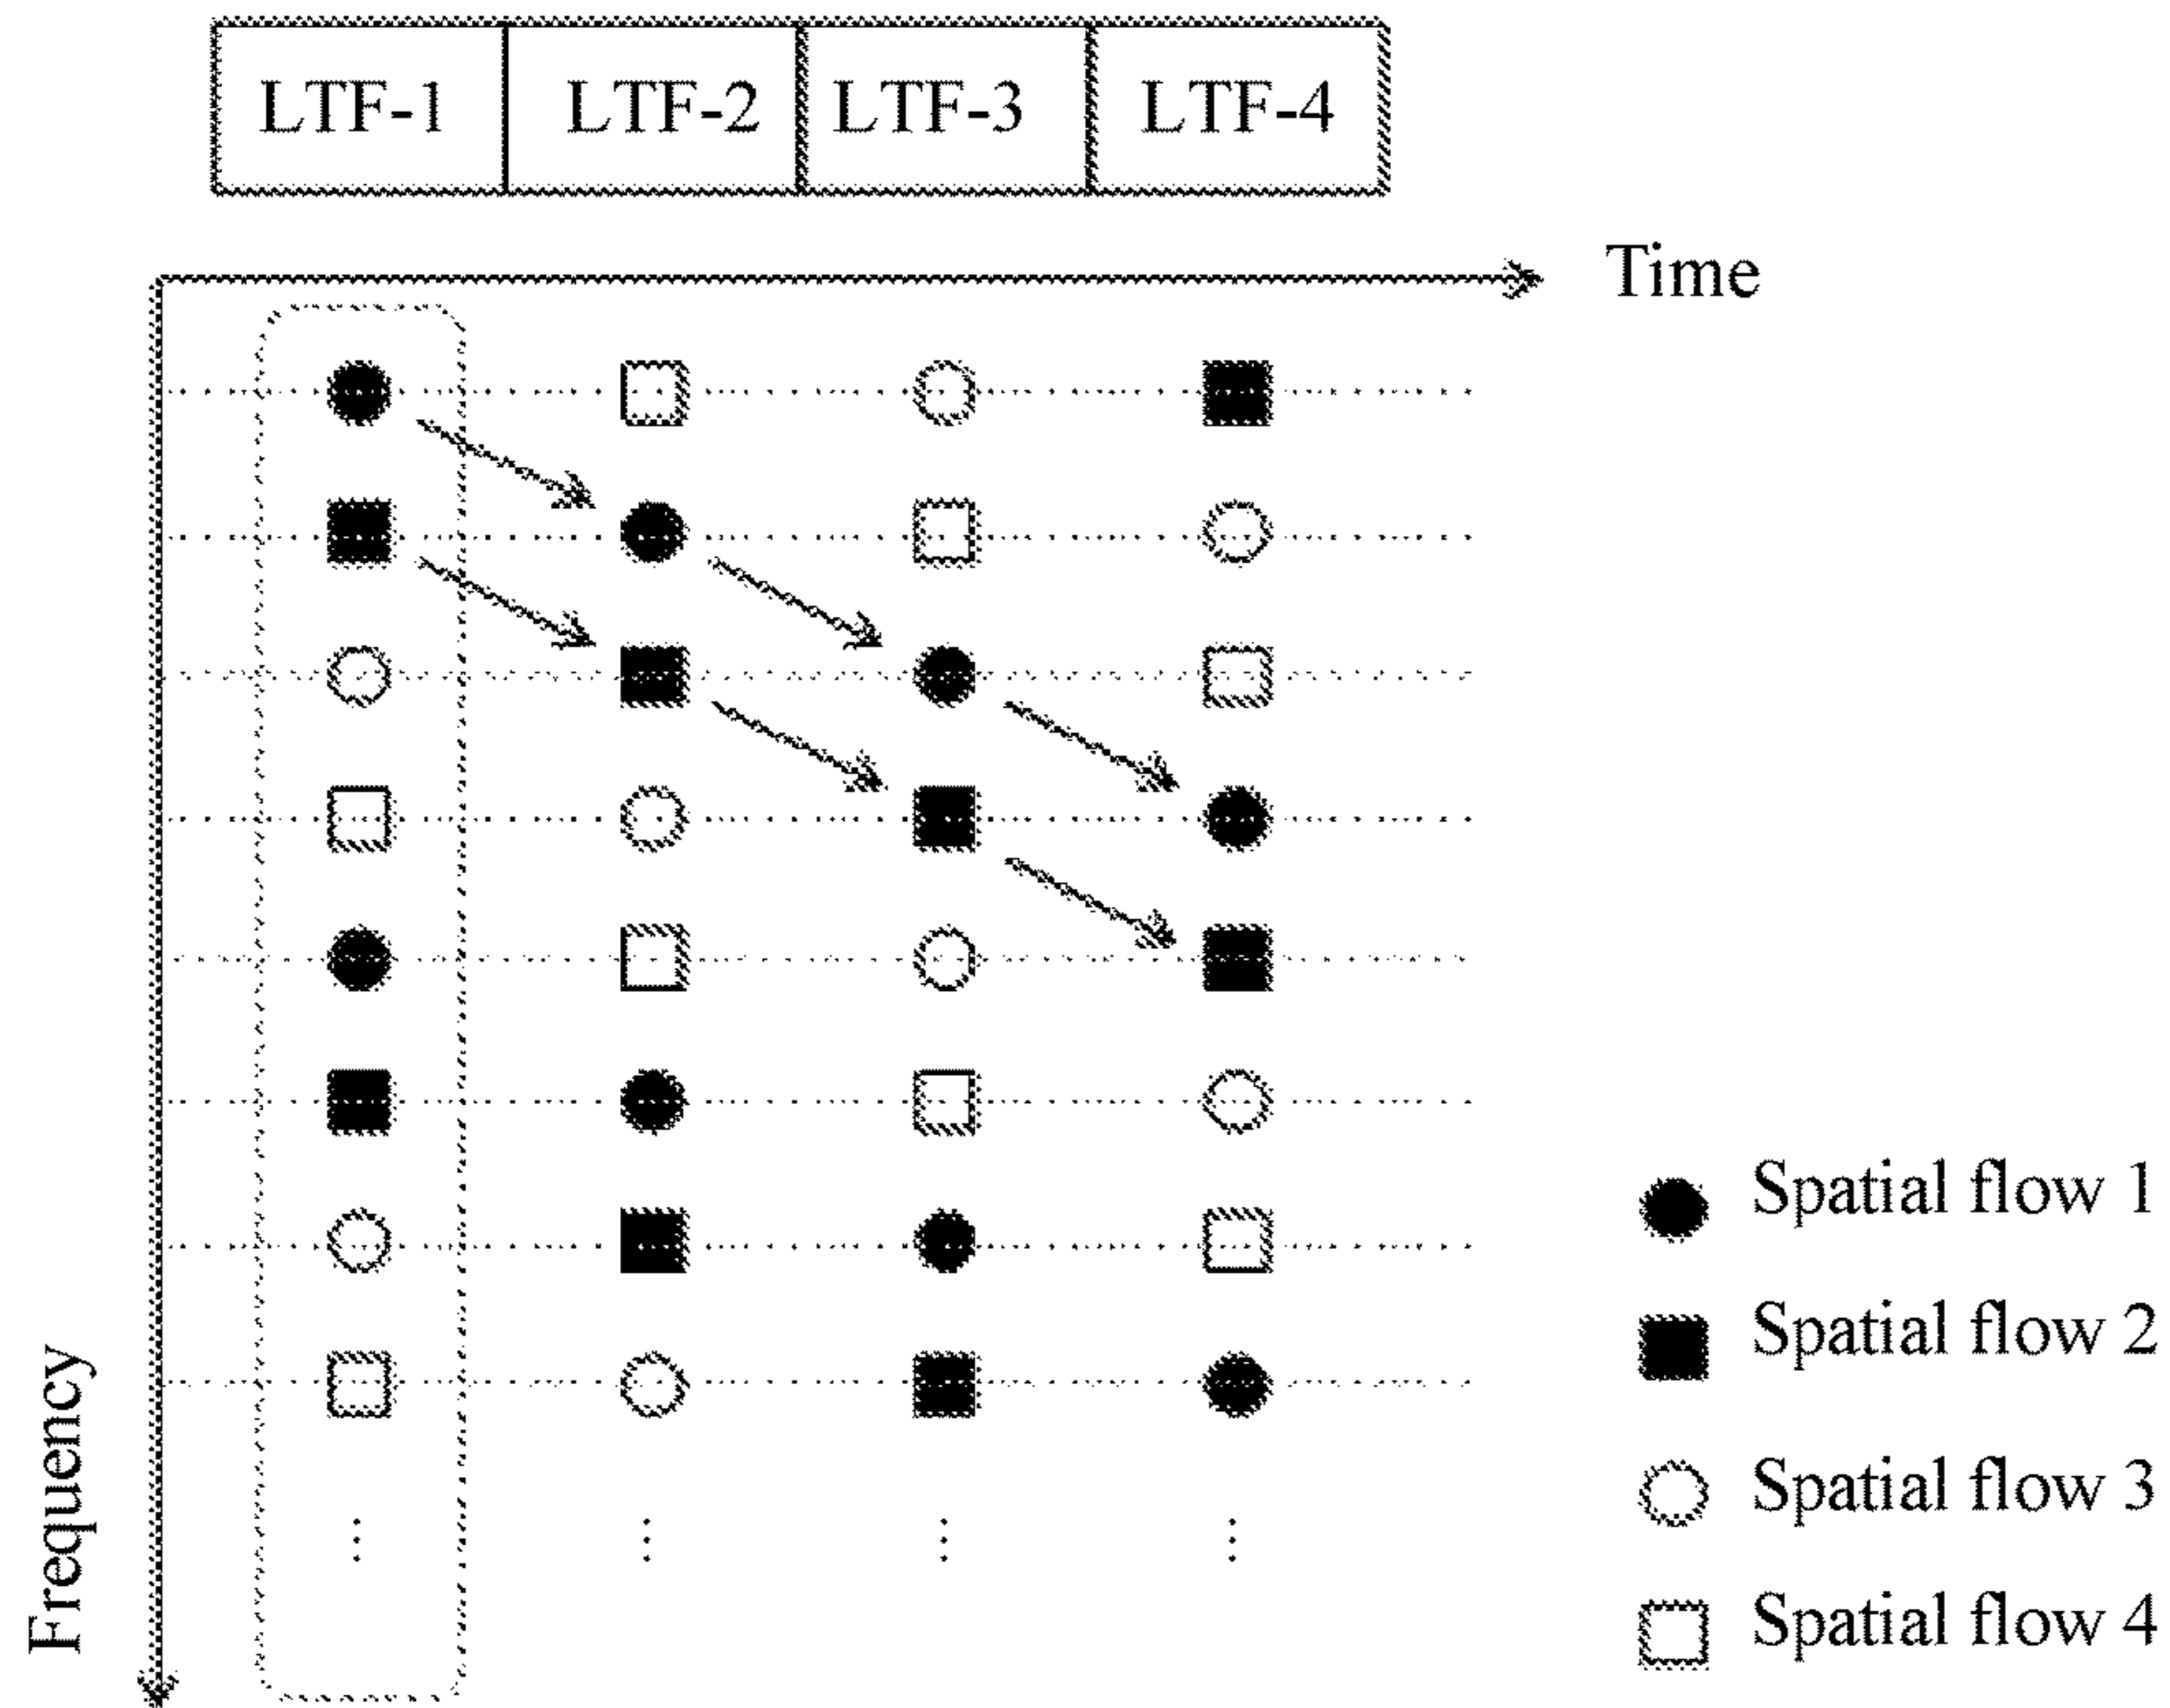 LTF-1 LTF-2 LTF-3 LTF-4
Time
Frequency
Spatial flow 1
Spatial flow 2
Spatial flow 3
Spatial flow 4